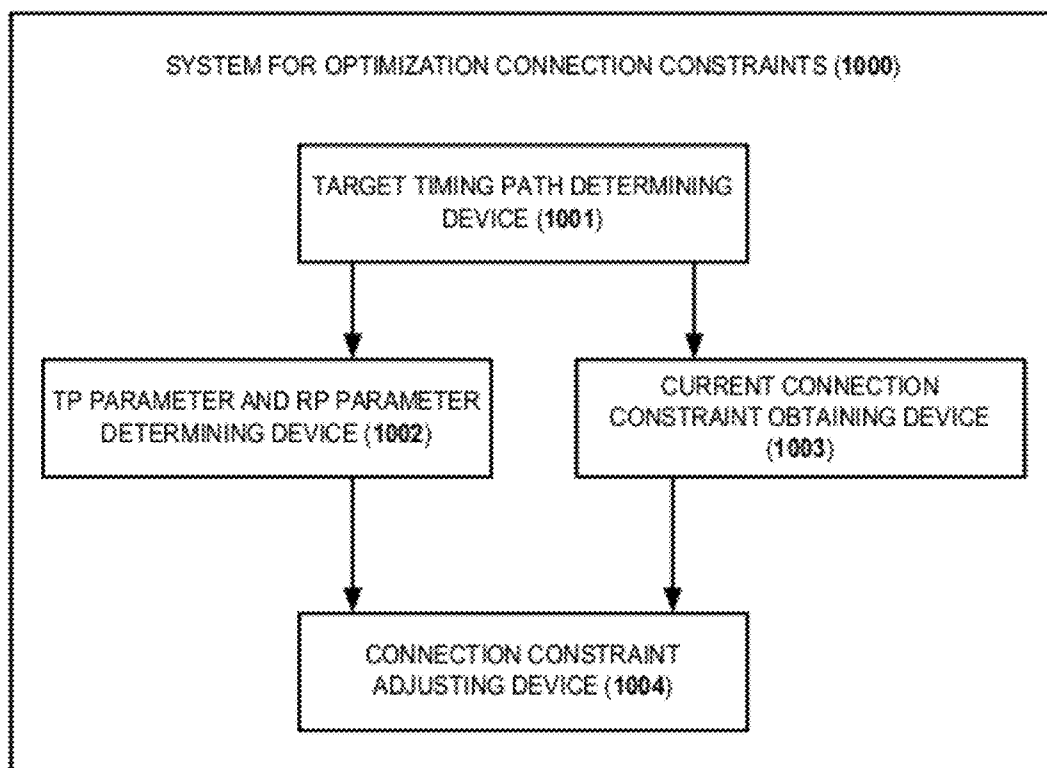 SYSTEM FOR OPTIMIZATION CONNECTION CONSTRAINTS (1000)
TARGET TIMING PATH DETERMINING
DEVICE (1001)
TP PARAMETER AND RP PARAMETER
DETERMINING DEVICE (1002)
CURRENT CONNECTION
CONSTRAINT OBTAINING DEVICE
(1003)
CONNECTION CONSTRAINT
ADJUSTING DEVICE (1004)